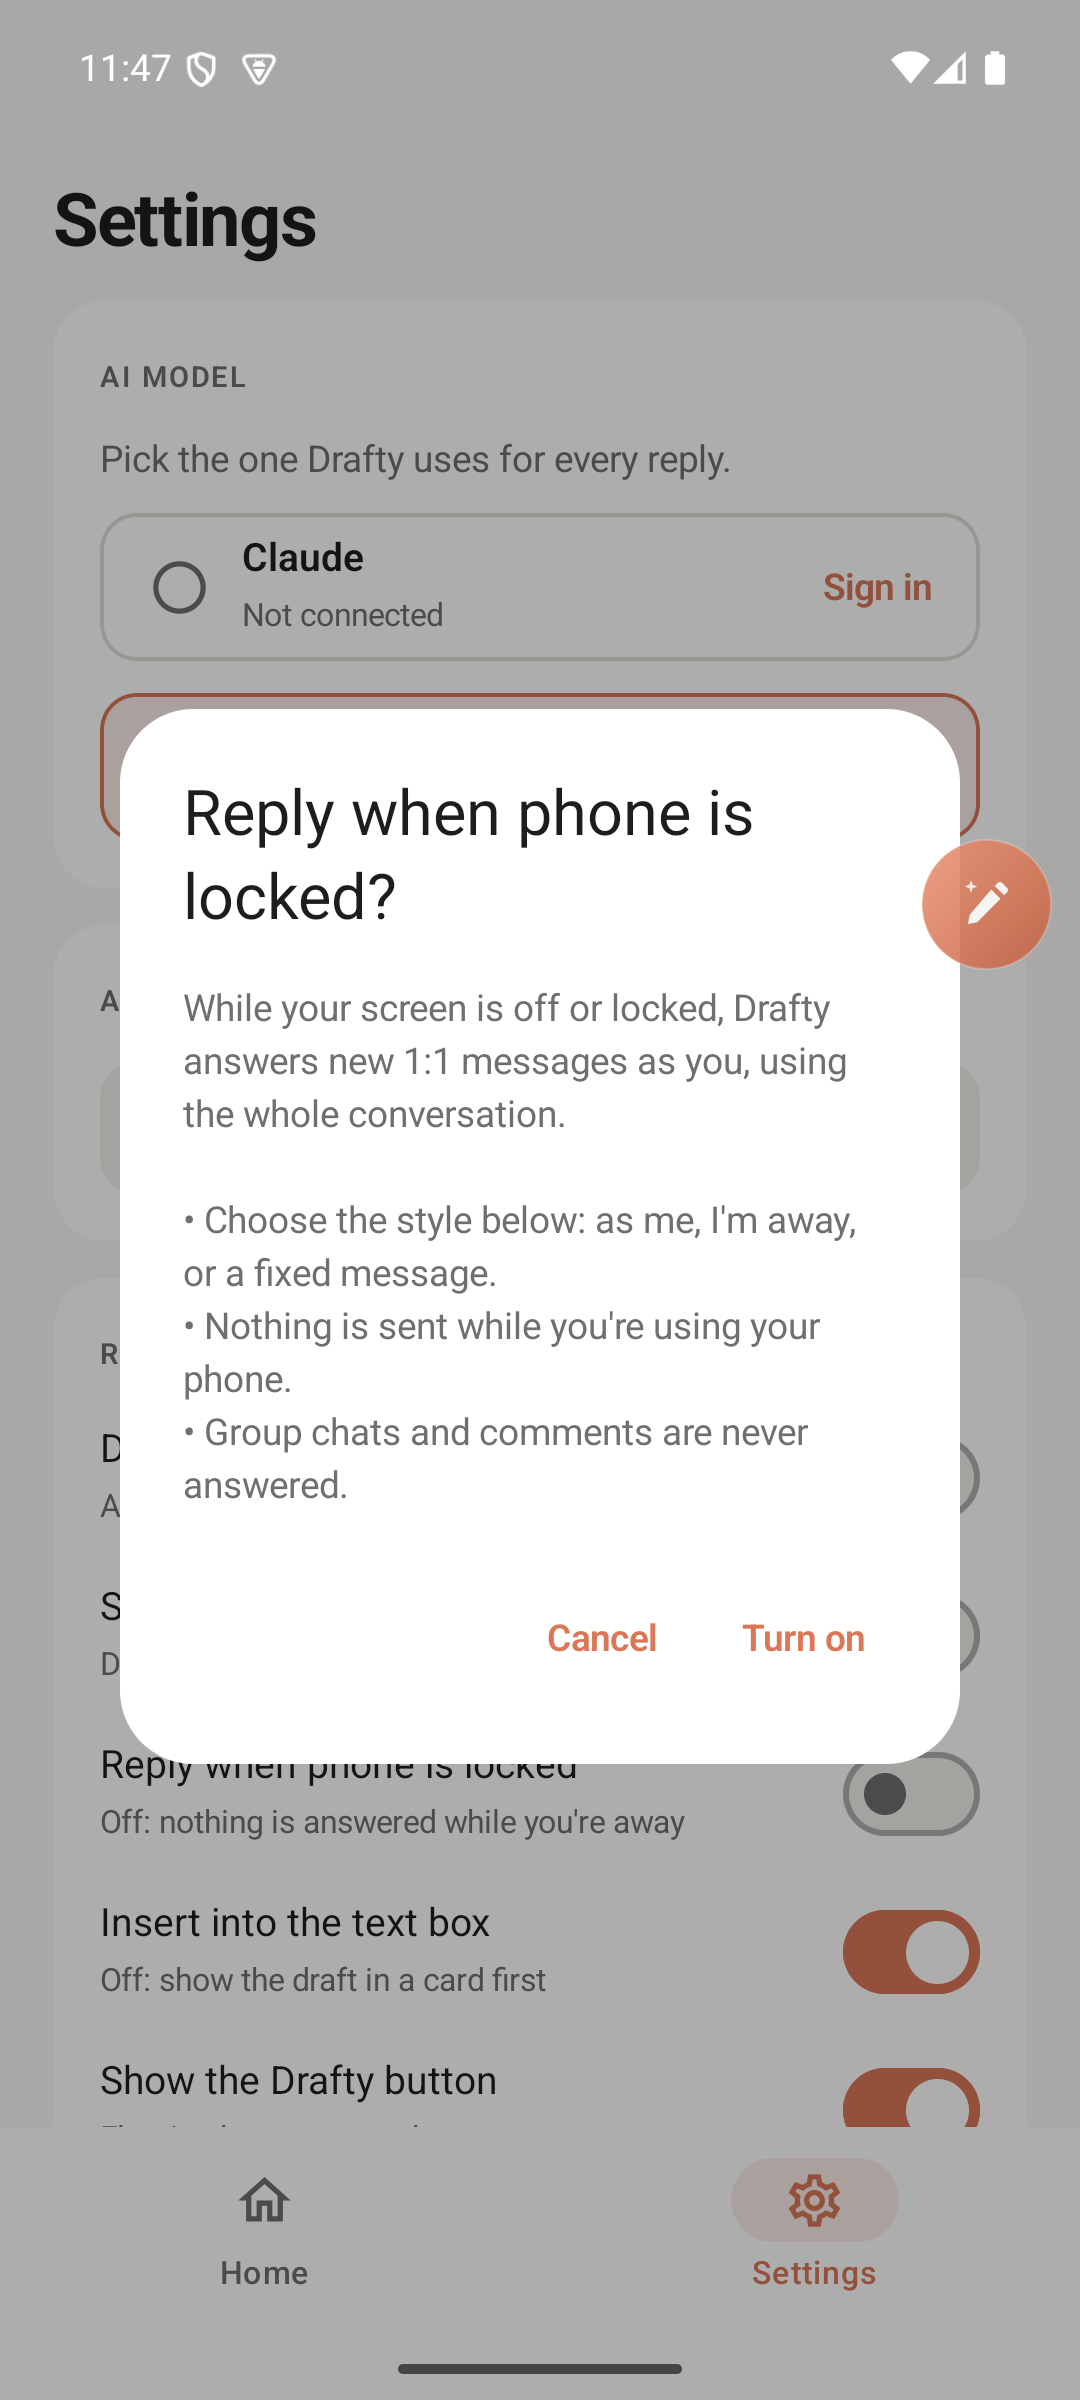 11:47
Settings
AI MODEL
Pick the one Drafty uses for every reply.
Claude
Not connected
Sign in
Reply when phone is
locked?
While your screen is off or locked, Drafty
answers new 1:1 messages as you, using
the whole conversation.
• Choose the style below: as me, I'm away,
or a fixed message.
• Nothing is sent while you're using your
phone.
• Group chats and comments are never
answered.
Cancel
Turn on
Reply when phone is locked
Off: nothing is answered while you're away
Insert into the text box
Off: show the draft in a card first
Show the Drafty button
Home
Settings